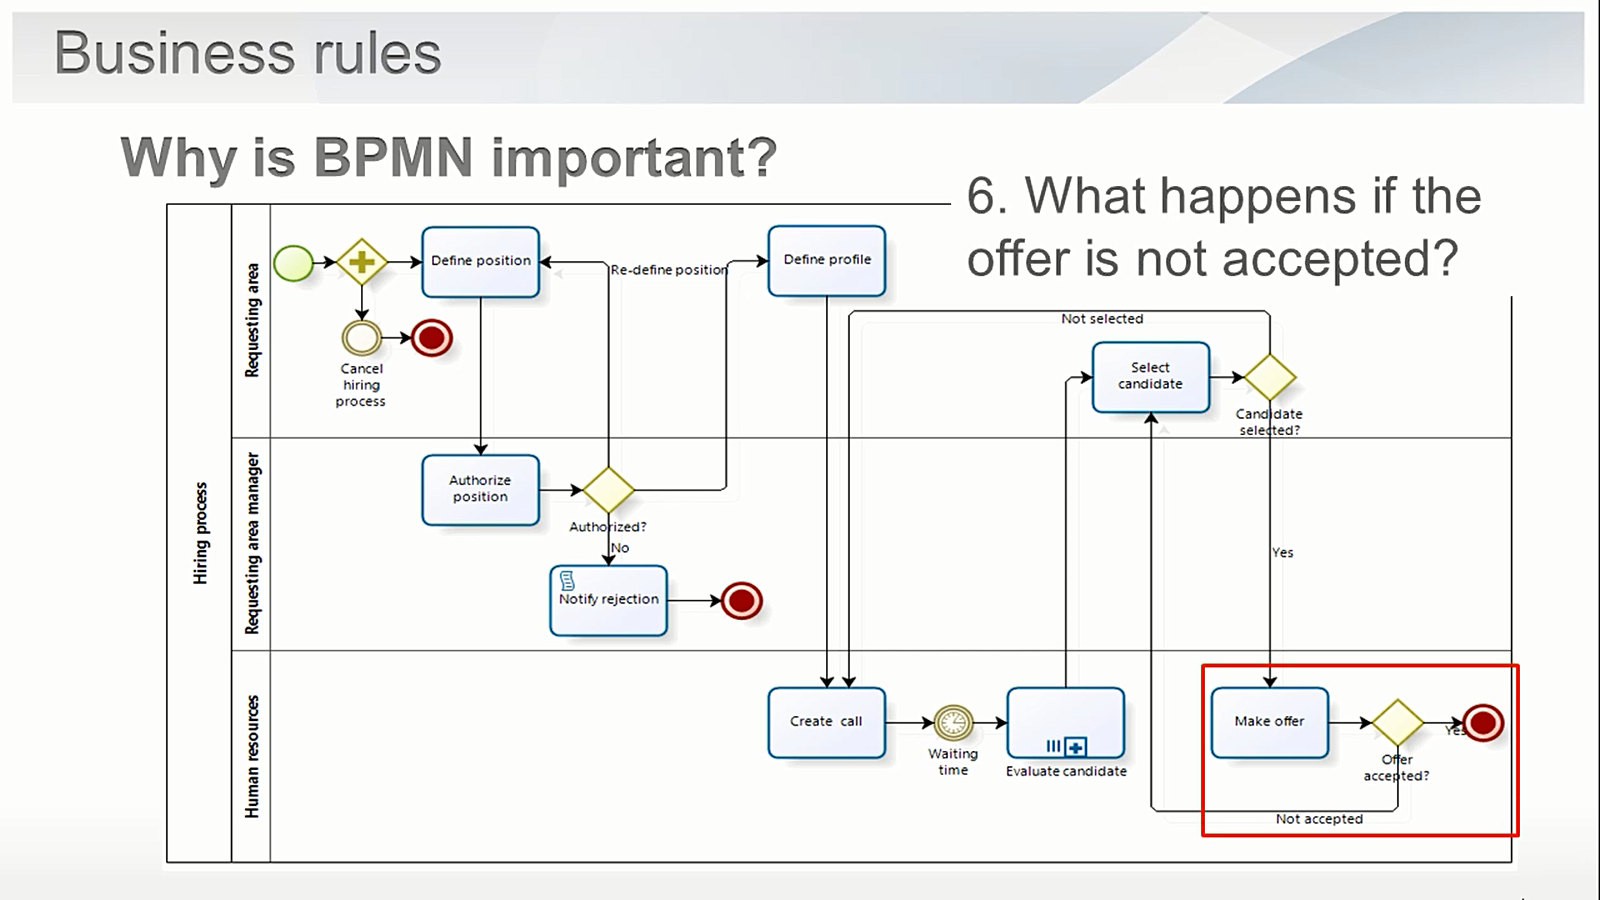 Business rules
Why is BPMN important?
6. What happens if the
offer is not accepted?
Hiring process
Requesting area
Define position
Re-define position
Define profile
Cancel
hiring
process
Not selected
Select
candidate
Candidate
selected?
Requesting area manager
Authorize
position
Authorized?
No
Notify rejection
Yes
Human resources
Create call
Waiting
time
Evaluate candidate
Make offer
Yes
Offer
accepted?
Not accepted